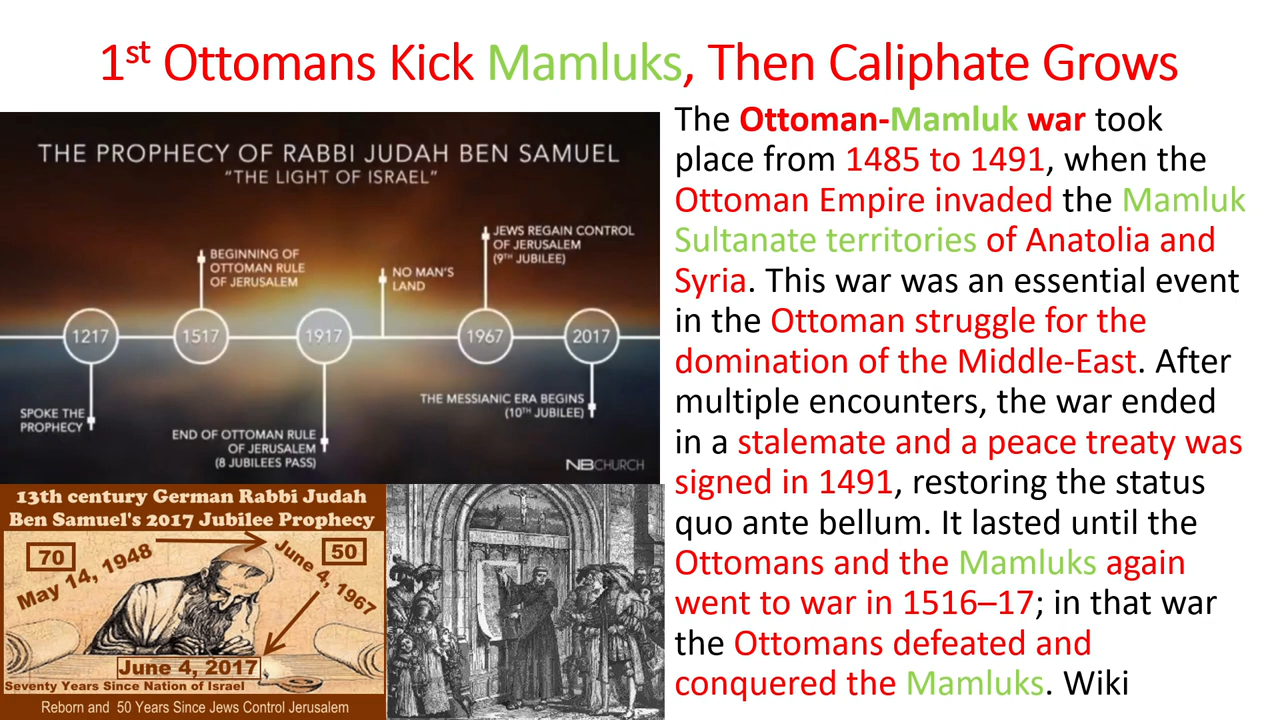 1st Ottomans Kick Mamluks, Then Caliphate Grows
THE PROPHECY OF RABBI JUDAH BEN SAMUEL
"THE LIGHT OF ISRAEL"
1217
SPOKE THE
PROPHECY
1517
BEGINNING OF
OTTOMAN RULE
OF JERUSALEM
1917
END OF OTTOMAN RULE
OF JERUSALEM
(8 JUBILEES PASS)
NO MAN'S
LAND
1967
JEWS REGAIN CONTROL
OF JERUSALEM
(9TH JUBILEE)
2017
THE MESSIANIC ERA BEGINS
(10TH JUBILEE)
NBCHURCH
13th century German Rabbi Judah
Ben Samuel's 2017 Jubilee Prophecy
70
May 14, 1948
50
June 4, 1967
June 4, 2017
Seventy Years Since Nation of Israel
Reborn and 50 Years Since Jews Control Jerusalem
The Ottoman-Mamluk war took
place from 1485 to 1491, when the
Ottoman Empire invaded the Mamluk
Sultanate territories of Anatolia and
Syria. This war was an essential event
in the Ottoman struggle for the
domination of the Middle-East. After
multiple encounters, the war ended
in a stalemate and a peace treaty was
signed in 1491, restoring the status
quo ante bellum. It lasted until the
Ottomans and the Mamluks again
went to war in 1516–17; in that war
the Ottomans defeated and
conquered the Mamluks. Wiki